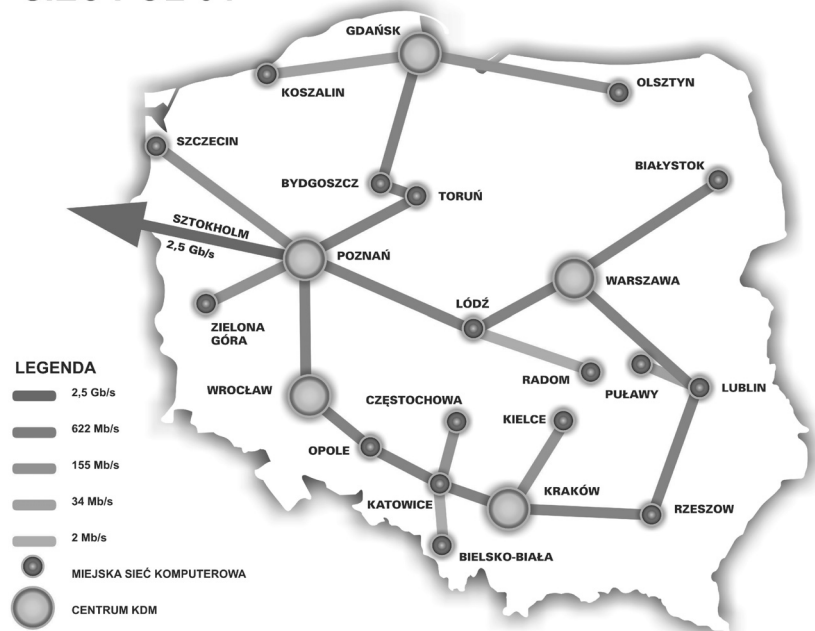 GDAŃSK
KOSZALIN
OLSZTYN
SZCZECIN
BIAŁYSTOK
BYDGOSZCZ
TORUŃ
SZTOKHOLM
2,5 Gb/s
POZNAŃ
WARSZAWA
ŁÓDŹ
ZIELONA
GÓRA
LEGENDA
RADOM
PUŁAWY
LUBLIN
WROCŁAW
CZĘSTOCHOWA
KIELCE
2,5 Gb/s
622 Mb/s
OPOLE
155 Mb/s
KATOWICE
KRAKÓW
RZESZOW
34 Mb/s
2 Mb/s
BIELSKO-BIAŁA
MIEJSKA SIEĆ KOMPUTEROWA
CENTRUM KDM